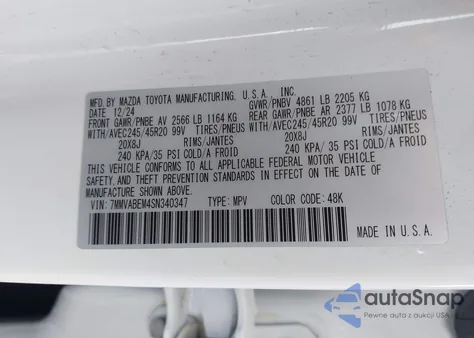 MFD. BY MAZDA TOYOTA MANUFACTURING, U.S.A., INC.
DATE: 12/24 GVWR/PNBV 4861 LB 2205 KG
FRONT GAWR/PNBE AV 2566 LB 1164 KG REAR GAWR/PNBE AR 2377 LB 1078 KG
WITH/AVEC245/45R20 99V TIRES/PNEUS WITH/AVEC245/45R20 99V TIRES/PNEUS
20X8J RIMS/JANTES 20X8J RIMS/JANTES
240 KPA/ 35 PSI COLD/A FROID 240 KPA/ 35 PSI COLD/A FROID
THIS VEHICLE CONFORMS TO ALL APPLICABLE FEDERAL MOTOR VEHICLE
SAFETY, AND THEFT PREVENTION STANDARDS IN EFFECT ON THE DATE OF
MANUFACTURE SHOWN ABOVE.
VIN: 7MMVABEM4SN340347 TYPE: MPV COLOR CODE: 48K
MADE IN U.S.A.
autoSnap
Pewne auta z aukcji USA